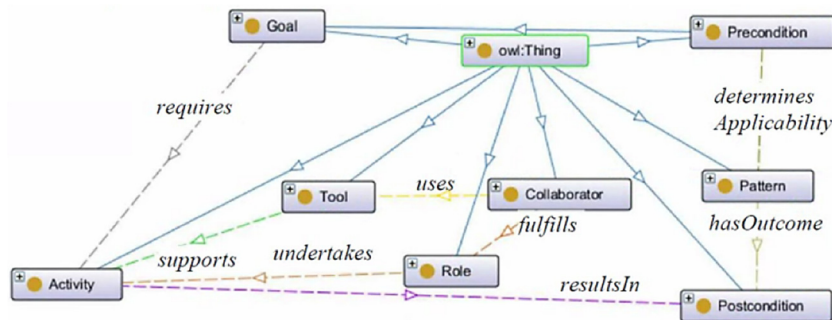 Goal
Precondition
owl:Thing
requires
determines
Applicability
Tool
uses
Collaborator
Pattern
fulfills
hasOutcome
supports
undertakes
Role
Activity
resultsIn
Postcondition